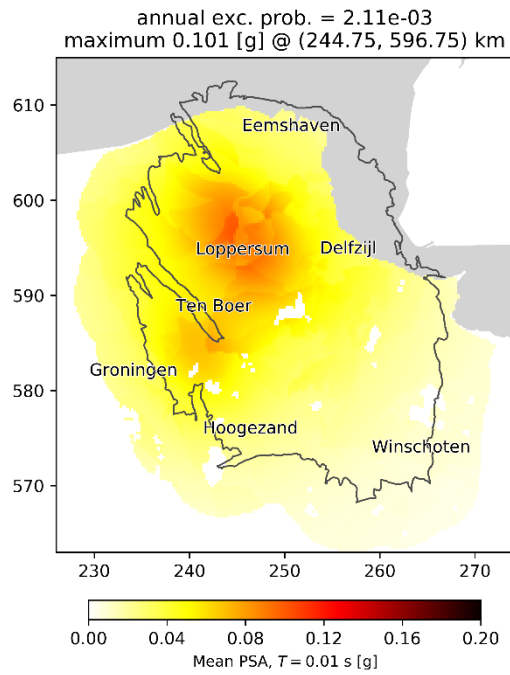 annual exc. prob. = 2.11e-03
maximum 0.101 [g] @ (244.75, 596.75) km
610
Eemshaven
600
Loppersum
Delfzijl
590
Ten Boer
Groningen
580
Hoogezand
Winschoten
570
230 240 250 260 270
0.00 0.04 0.08 0.12 0.16 0.20
Mean PSA, T = 0.01 s [g]